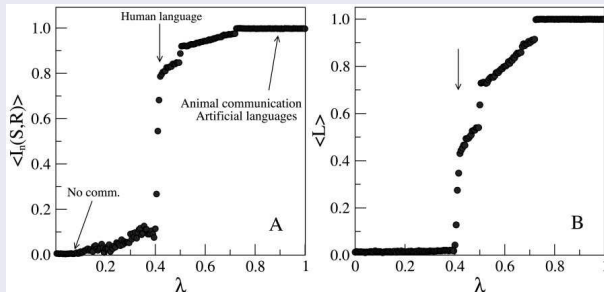 Human language
Animal communication
Artificial languages
No comm.
A
<I_n(S,R)>
1.0
0.8
0.6
0.4
0.2
0.0
0.2
0.4
0.6
0.8
1
λ
B
<L>
1.0
0.8
0.6
0.4
0.2
0.0
0
0.2
0.4
0.6
0.8
1
λ